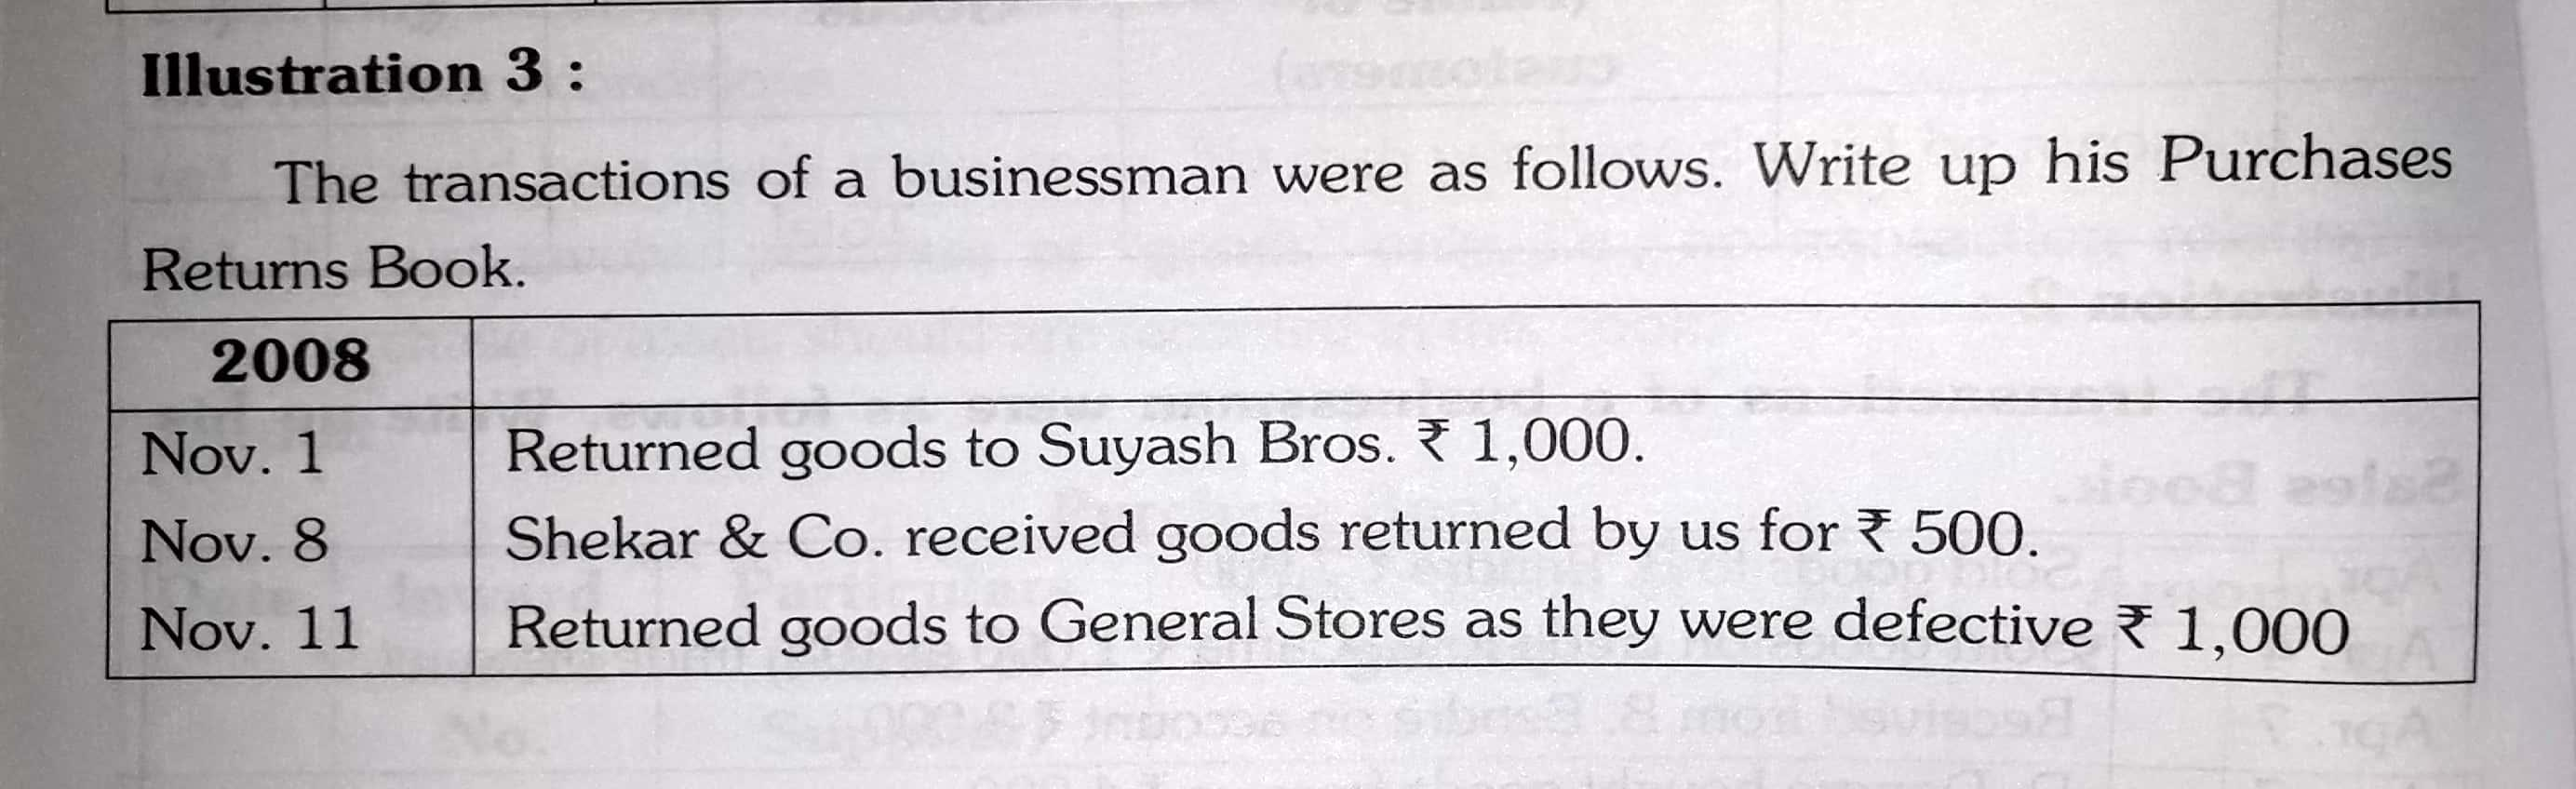 Illustration 3 :
The transactions of a businessman were as follows. Write up his Purchases
Returns Book.
2008
Nov. 1 Returned goods to Suyash Bros. ₹ 1,000.
Nov. 8 Shekar & Co. received goods returned by us for ₹ 500.
Nov. 11 Returned goods to General Stores as they were defective ₹ 1,000